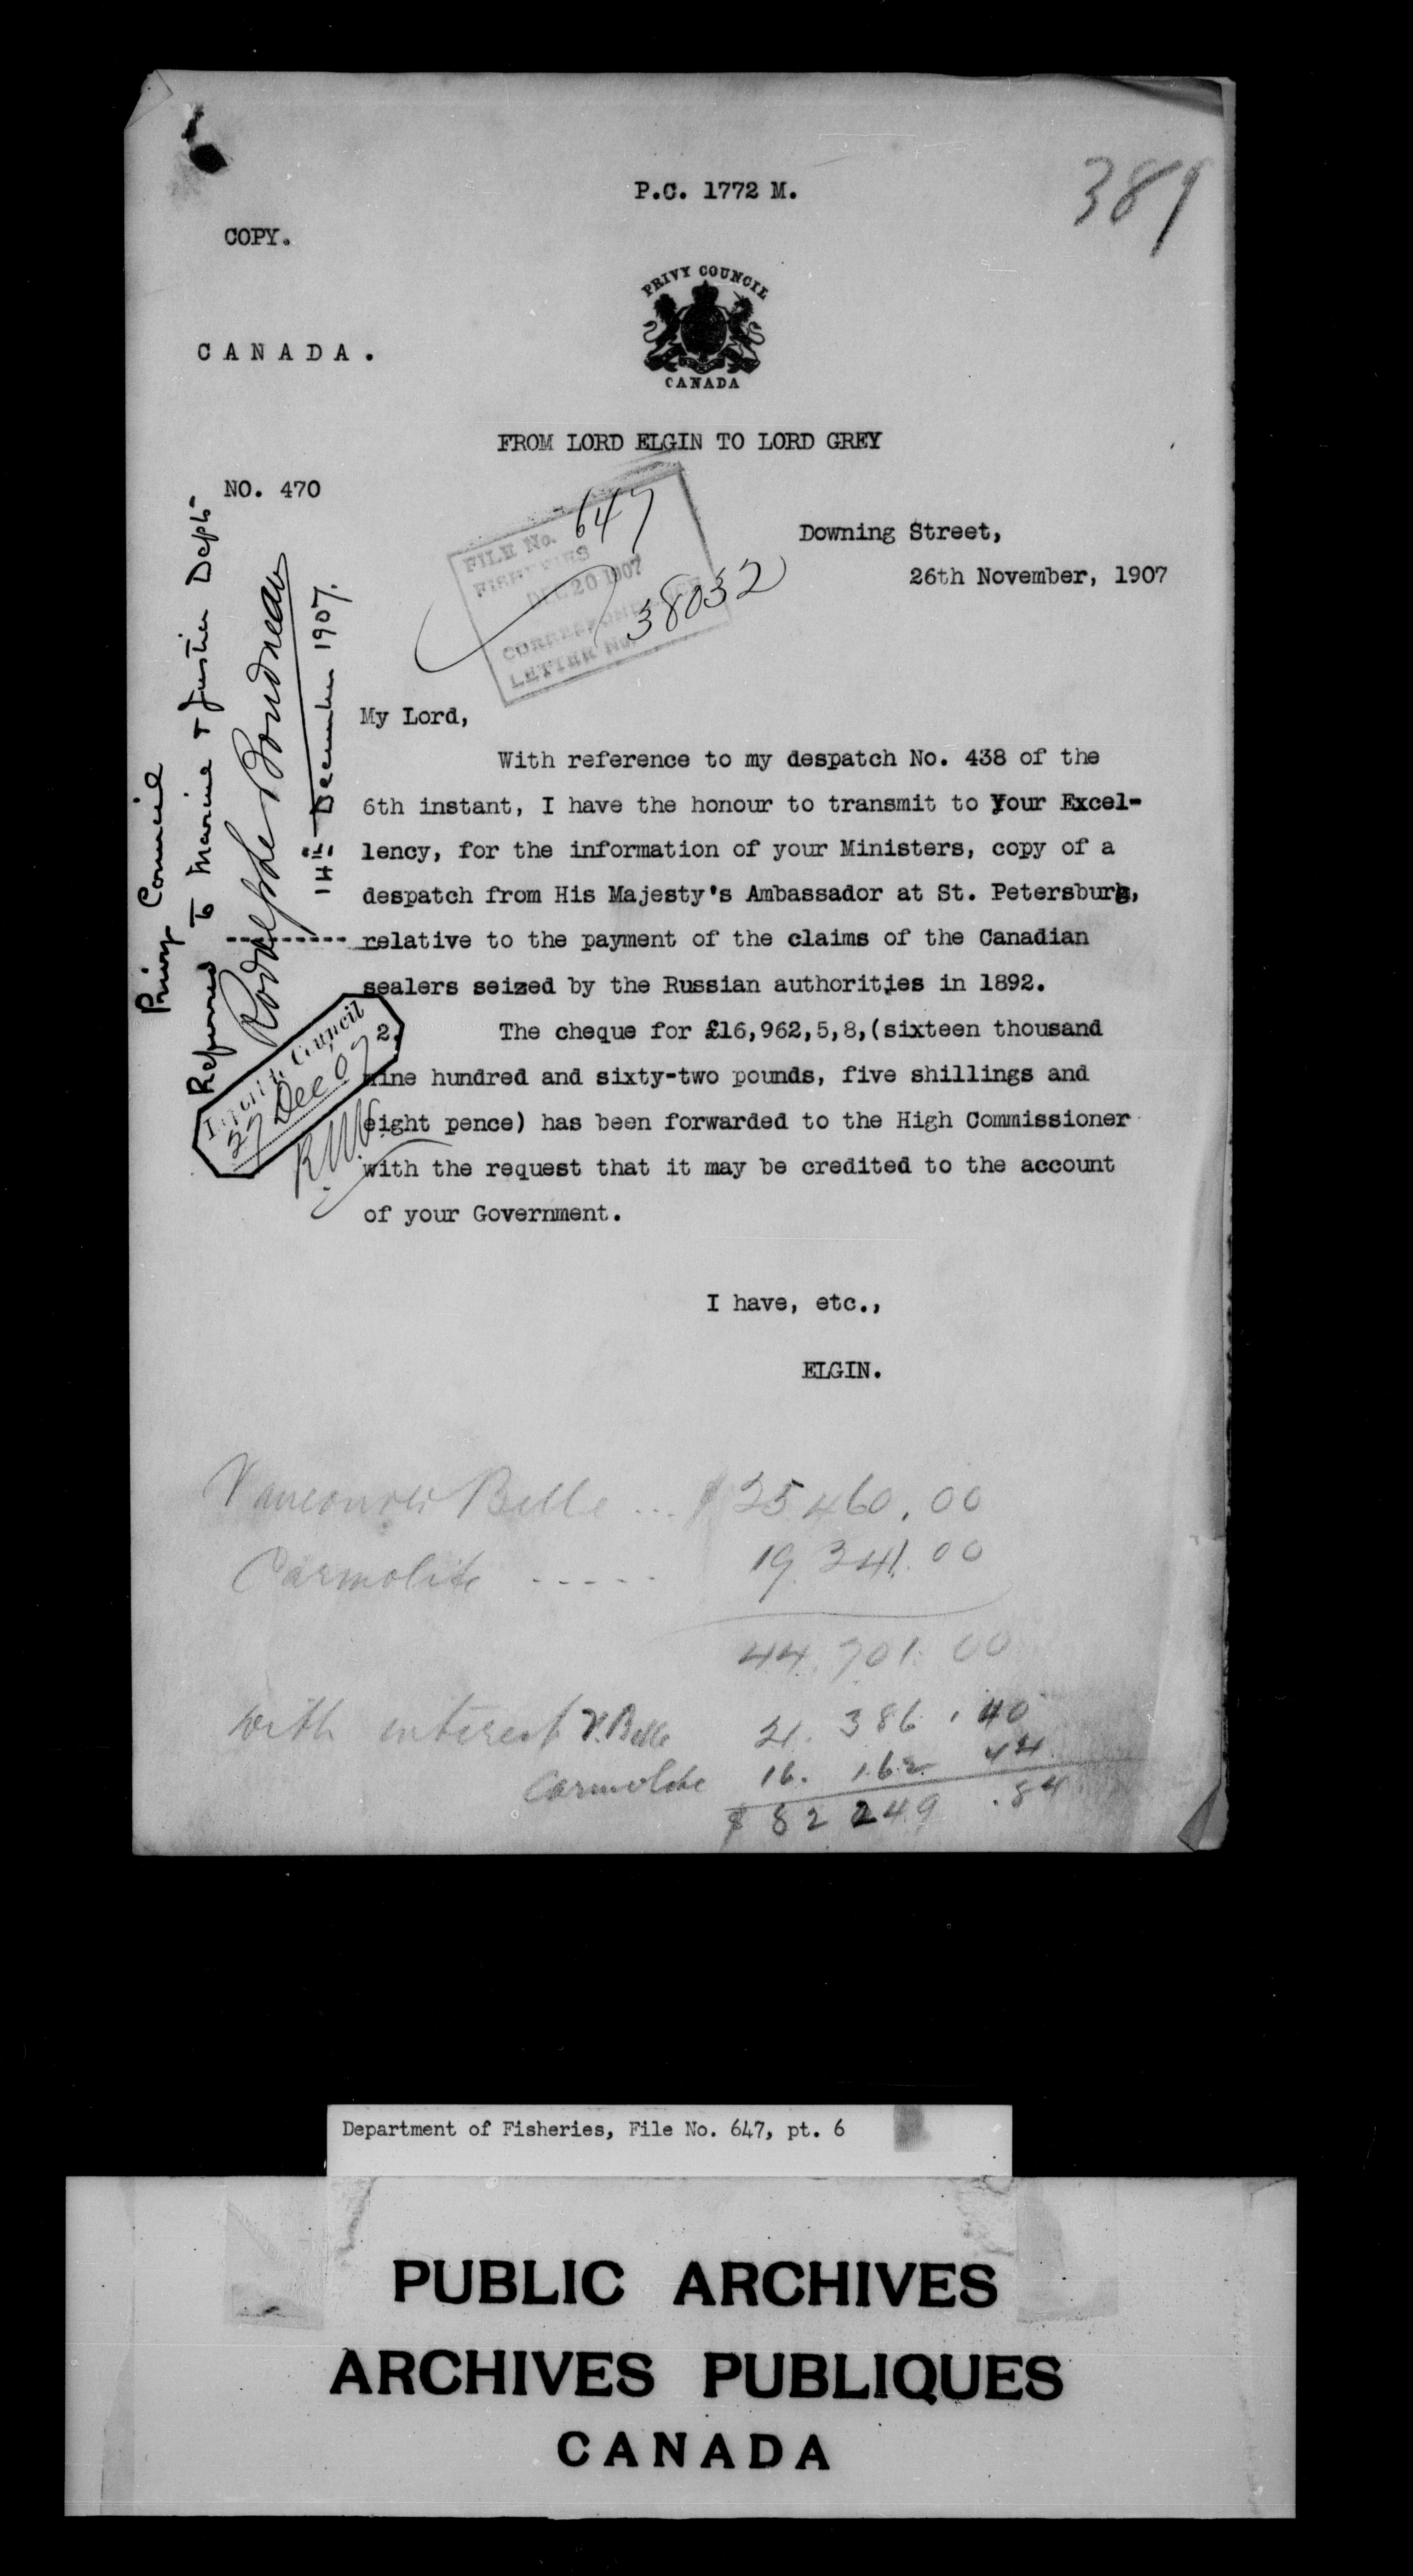 P.C. 1772 M.
389
COPY.
PRIVY COUNCIL
CANADA
CANADA.
FROM LORD ELGIN TO LORD GREY
NO. 470
FILE No. 647
FISHERIES
DEC 20 1907
CORRESPONDENCE
LETTER No. 38032
Downing Street,
26th November, 1907
Privy Council
Referred to Marine & Justice Depts
Rodolphe Boudreau
14th December 1907.
My Lord,
With reference to my despatch No. 438 of the
6th instant, I have the honour to transmit to Your Excel-
lency, for the information of your Ministers, copy of a
despatch from His Majesty's Ambassador at St. Petersburg,
relative to the payment of the claims of the Canadian
sealers seized by the Russian authorities in 1892.
2. The cheque for £16,962,5,8,(sixteen thousand
nine hundred and sixty-two pounds, five shillings and
eight pence) has been forwarded to the High Commissioner
with the request that it may be credited to the account
of your Government.
Council
27 Dec 07
I have, etc.,
ELGIN.
Vancouver Belle ... $ 25 460.00
Carmolite ----- 19.241.00
44.701.00
with interest V. Belle 21.386.40
Carmolite 16.162 44
$ 82 249.84
Department of Fisheries, File No. 647, pt. 6
PUBLIC ARCHIVES
ARCHIVES PUBLIQUES
CANADA